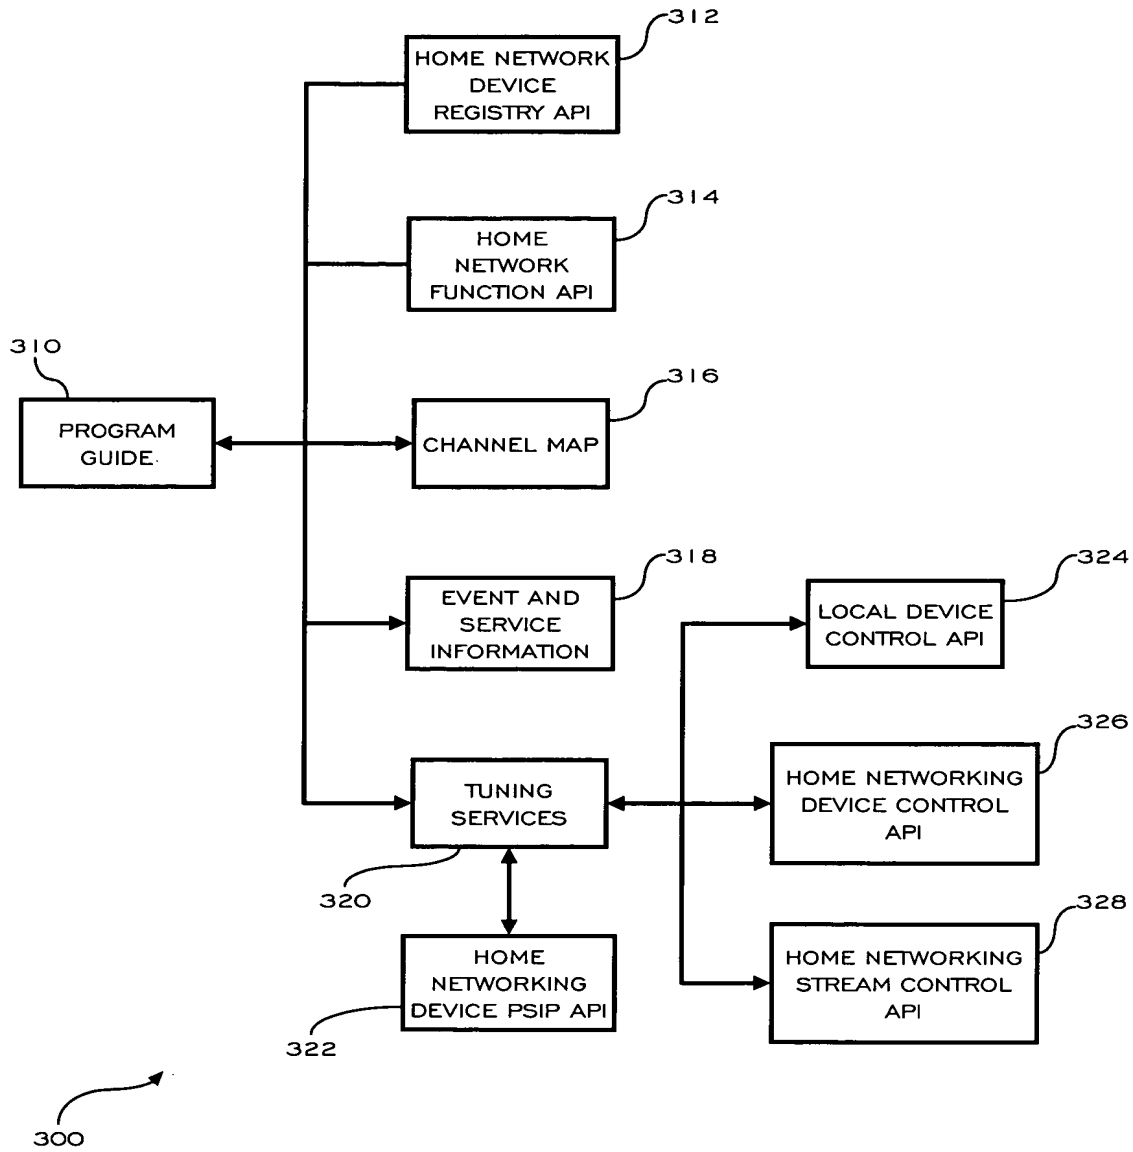 312
HOME NETWORK
DEVICE
REGISTRY API
314
HOME
NETWORK
FUNCTION API
310
PROGRAM
GUIDE
316
CHANNEL MAP
318
EVENT AND
SERVICE
INFORMATION
324
LOCAL DEVICE
CONTROL API
326
HOME NETWORKING
DEVICE CONTROL
API
TUNING
SERVICES
320
328
HOME NETWORKING
STREAM CONTROL
API
HOME
NETWORKING
DEVICE PSIP API
322
300